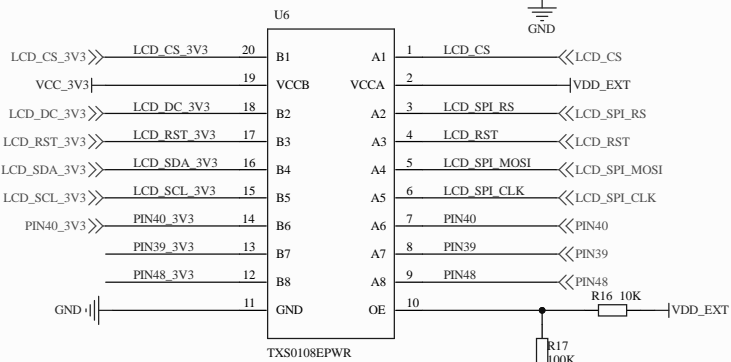 U6
GND
LCD_CS_3V3 LCD_CS_3V3 20 B1 A1 1 LCD_CS LCD_CS
VCC_3V3 19 VCCB VCCA 2 VDD_EXT
LCD_DC_3V3 LCD_DC_3V3 18 B2 A2 3 LCD_SPI_RS LCD_SPI_RS
LCD_RST_3V3 LCD_RST_3V3 17 B3 A3 4 LCD_RST LCD_RST
LCD_SDA_3V3 LCD_SDA_3V3 16 B4 A4 5 LCD_SPI_MOSI LCD_SPI_MOSI
LCD_SCL_3V3 LCD_SCL_3V3 15 B5 A5 6 LCD_SPI_CLK LCD_SPI_CLK
PIN40_3V3 PIN40_3V3 14 B6 A6 7 PIN40 PIN40
PIN39_3V3 13 B7 A7 8 PIN39 PIN39
PIN48_3V3 12 B8 A8 9 PIN48 PIN48
R16 10K
GND 11 GND OE 10 VDD_EXT
R17
100K
TXS0108EPWR